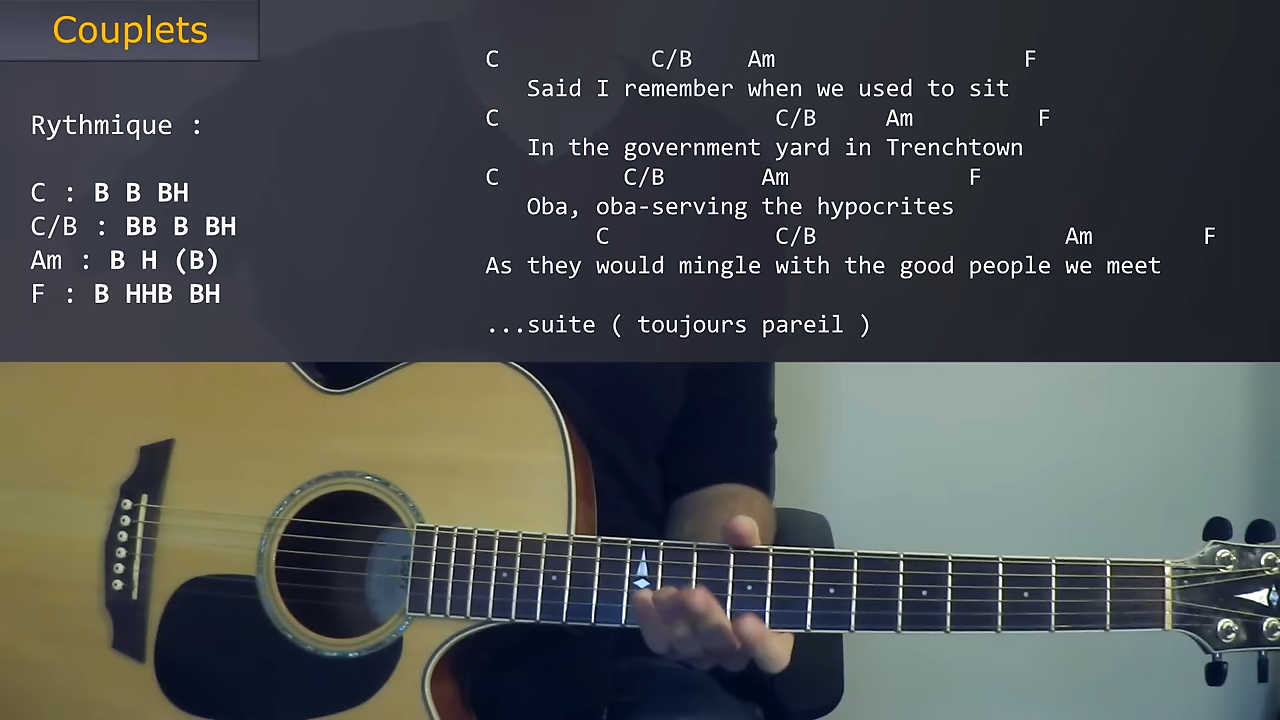 Couplets
Rythmique :
C : B B BH
C/B : BB B BH
Am : B H (B)
F : B HHB BH
C C/B Am F
Said I remember when we used to sit
C C/B Am F
In the government yard in Trenchtown
C C/B Am F
Oba, oba-serving the hypocrites
C C/B Am F
As they would mingle with the good people we meet
...suite ( toujours pareil )